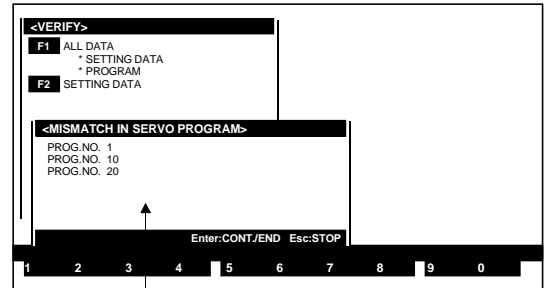 <VERIFY>
F1 ALL DATA
* SETTING DATA
* PROGRAM
F2 SETTING DATA
<MISMATCH IN SERVO PROGRAM>
PROG.NO. 1
PROG.NO. 10
PROG.NO. 20
Enter:CONT./END Esc:STOP
1 2 3 4 5 6 7 8 9 0